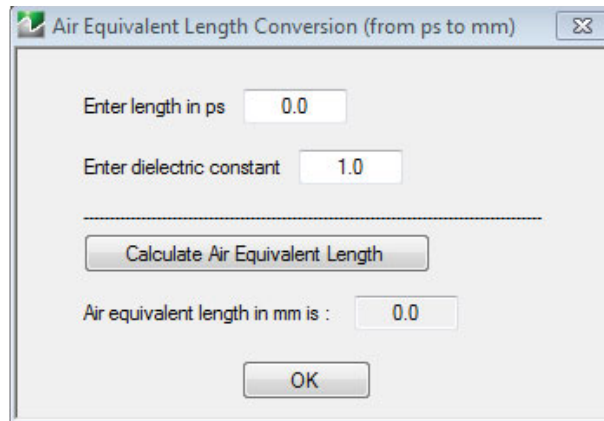 Air Equivalent Length Conversion (from ps to mm)
Enter length in ps 0.0
Enter dielectric constant 1.0
Calculate Air Equivalent Length
Air equivalent length in mm is : 0.0
OK